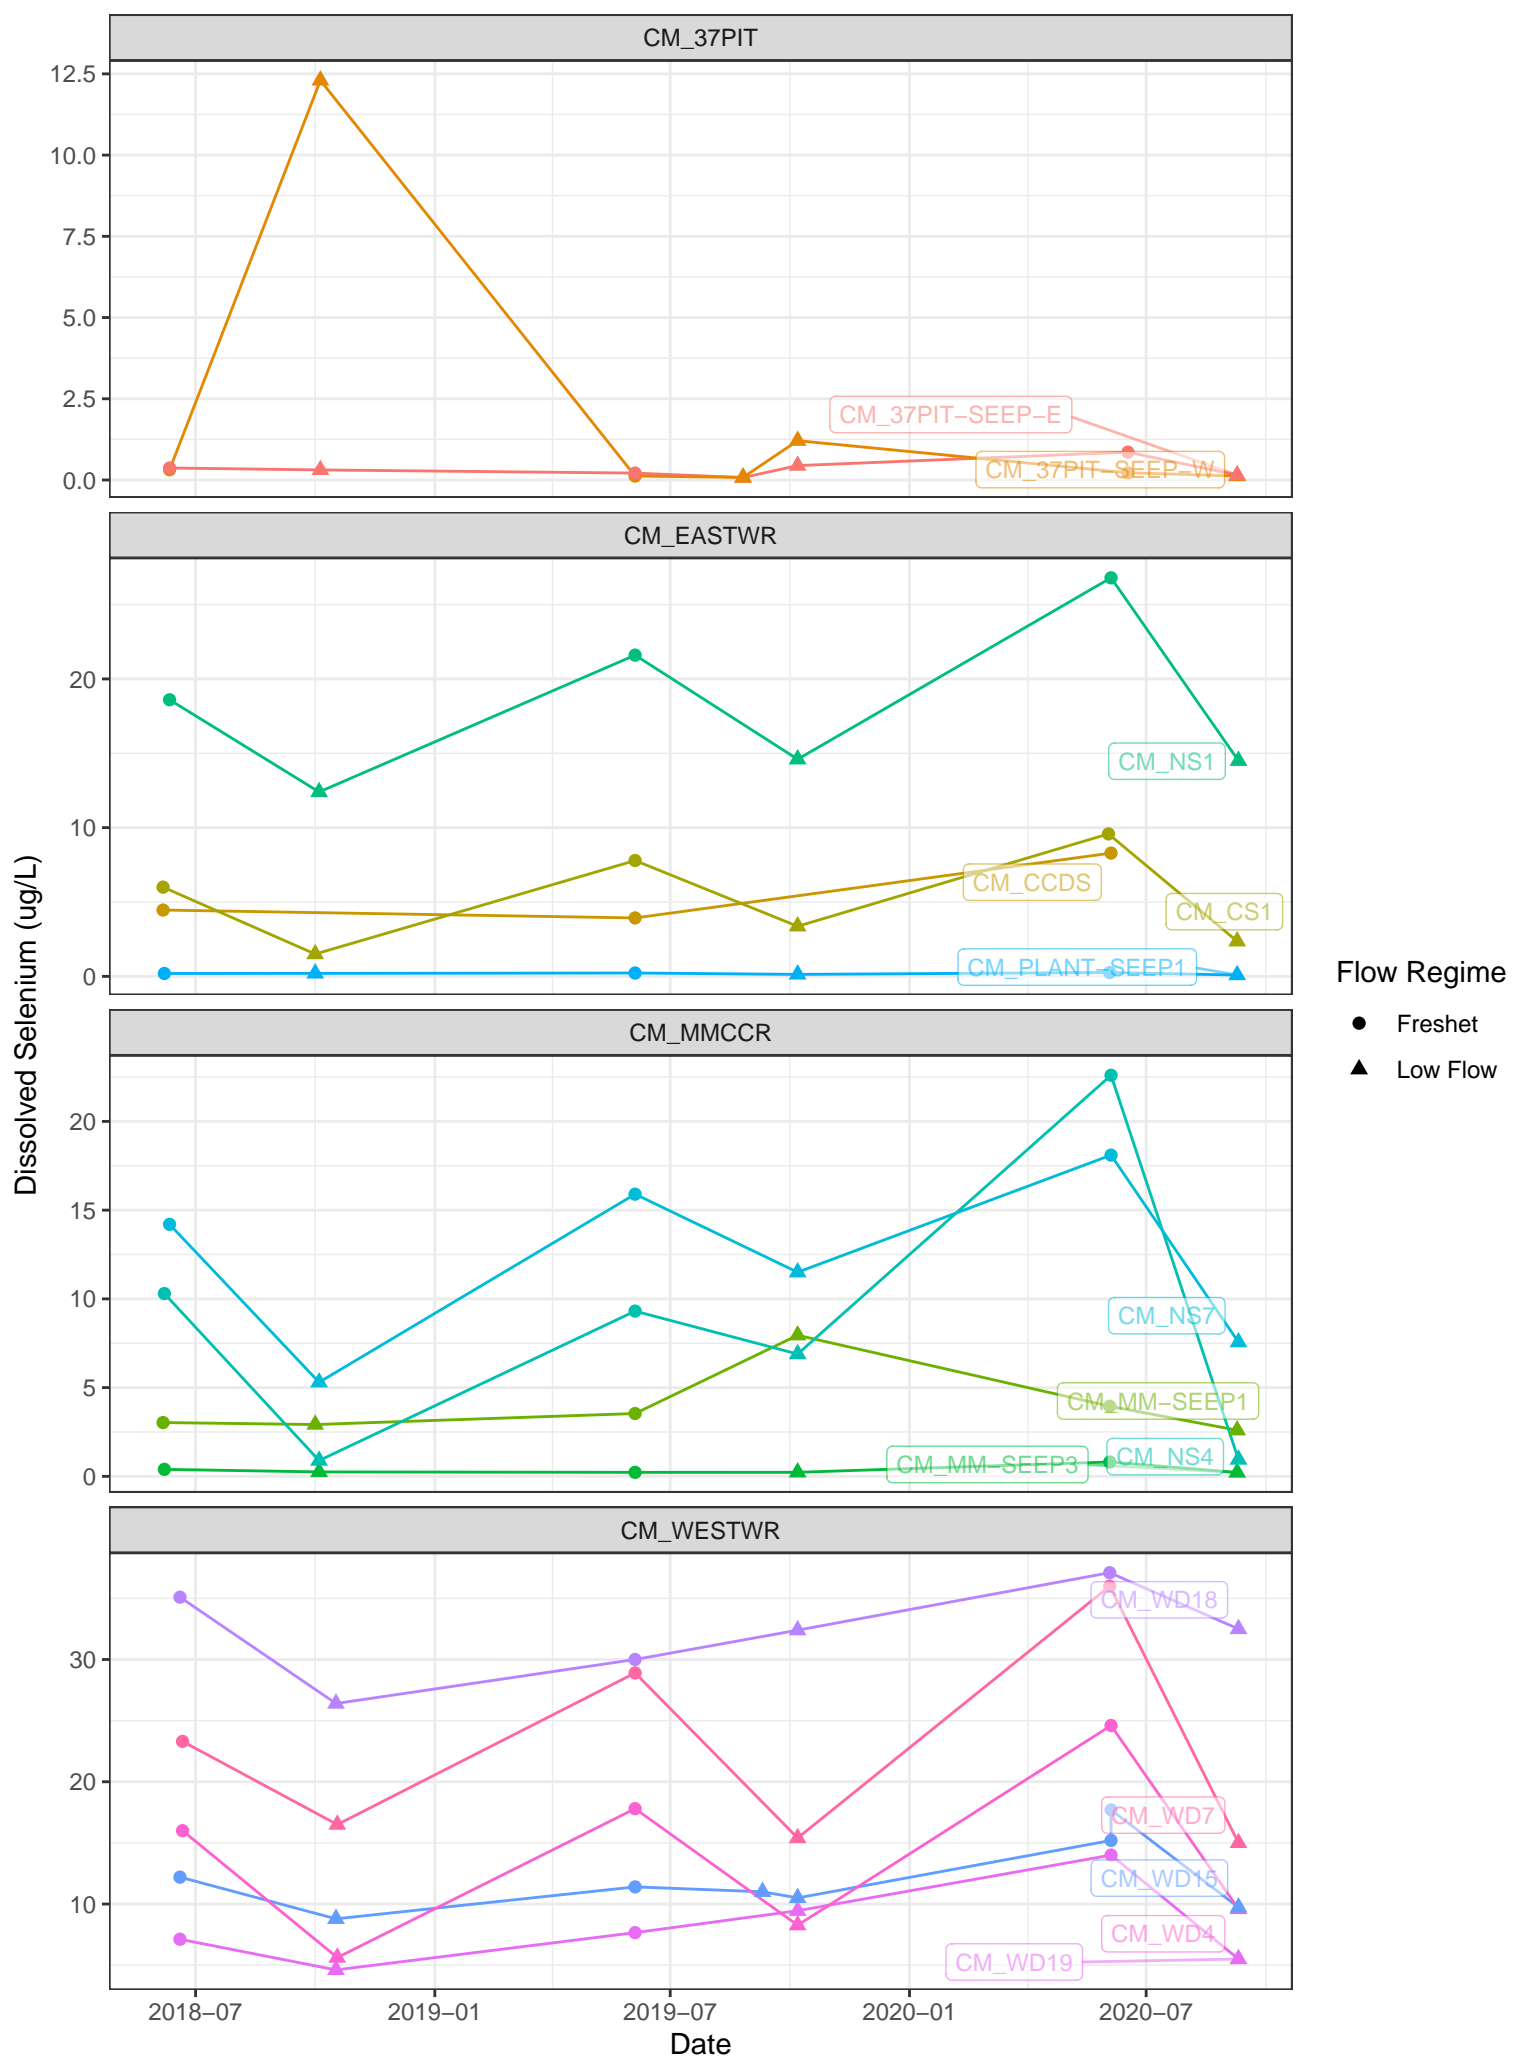 CM_37PIT
12.5
10.0
7.5
5.0
2.5
0.0
CM_37PIT−SEEP−E
CM_37PIT−SEEP−W
CM_EASTWR
20
10
0
CM_NS1
CM_CCDS
CM_CS1
CM_PLANT−SEEP1
CM_MMCCR
20
15
10
5
0
CM_NS7
CM_MM−SEEP1
CM_NS4
CM_MM−SEEP3
CM_WESTWR
30
20
10
CM_WD18
CM_WD7
CM_WD15
CM_WD4
CM_WD19
2018−07
2019−01
2019−07
2020−01
2020−07
Date
Dissolved Selenium (ug/L)
Flow Regime
Freshet
Low Flow